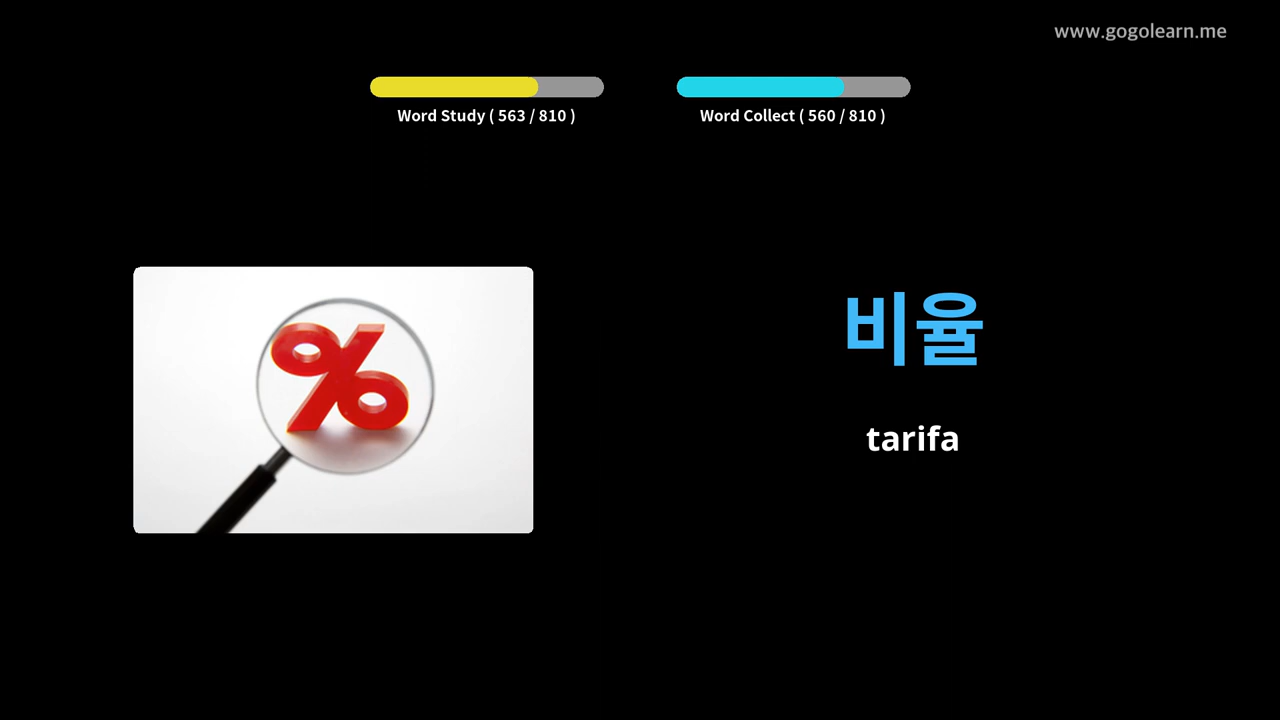 www.gogolearn.me
Word Study ( 563 / 810 )
Word Collect ( 560 / 810 )
%
비율
tarifa